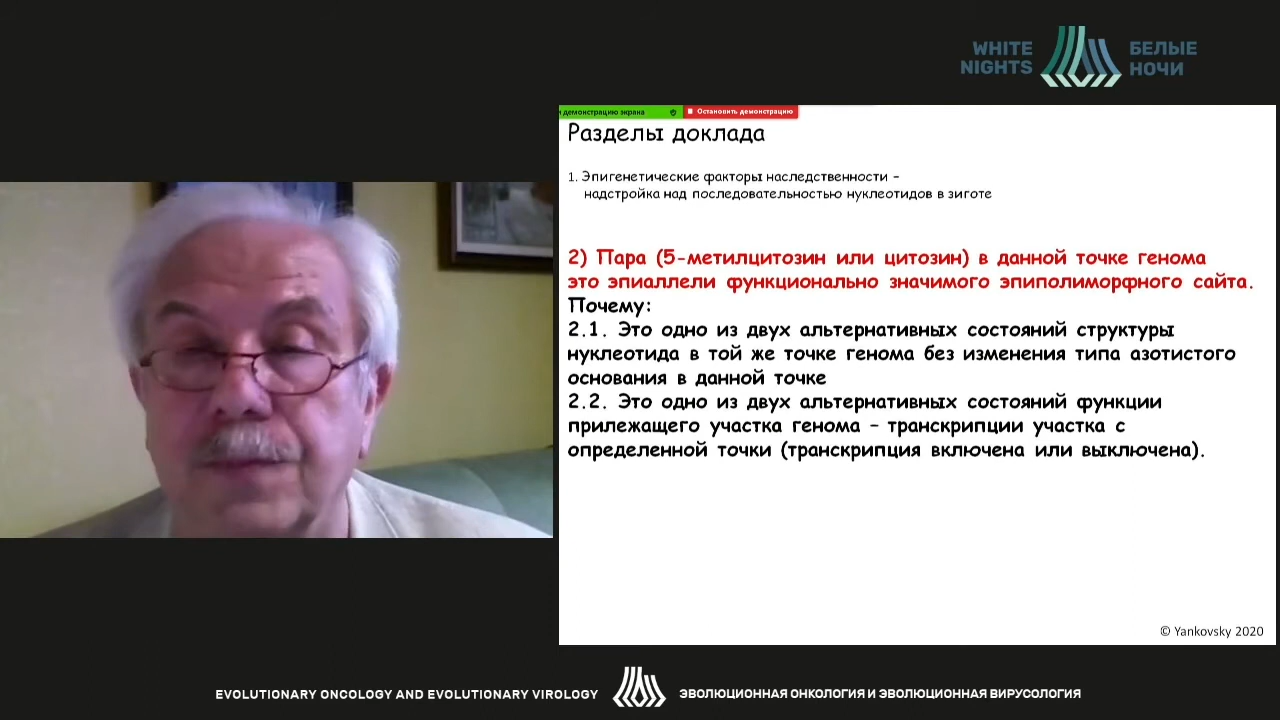 WHITE
NIGHTS
БЕЛЫЕ
НОЧИ
демонстрацию экрана
Остановить демонстрацию
Разделы доклада
1. Эпигенетические факторы наследственности –
надстройка над последовательностью нуклеотидов в зиготе
2) Пара (5-метилцитозин или цитозин) в данной точке генома
это эпиаллели функционально значимого эпиполиморфного сайта.
Почему:
2.1. Это одно из двух альтернативных состояний структуры
нуклеотида в той же точке генома без изменения типа азотистого
основания в данной точке
2.2. Это одно из двух альтернативных состояний функции
прилежащего участка генома – транскрипции участка с
определенной точки (транскрипция включена или выключена).
© Yankovsky 2020
EVOLUTIONARY ONCOLOGY AND EVOLUTIONARY VIROLOGY
ЭВОЛЮЦИОННАЯ ОНКОЛОГИЯ И ЭВОЛЮЦИОННАЯ ВИРУСОЛОГИЯ